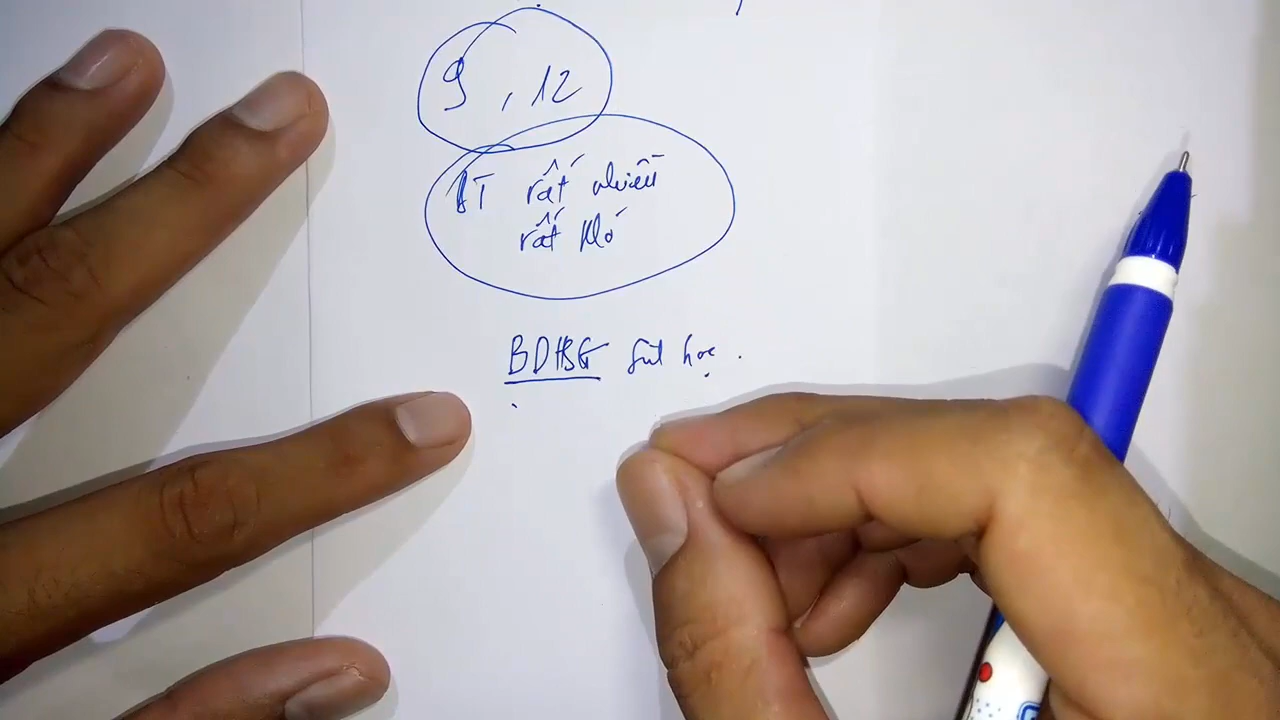 9, 12
BT rất nhiều
rất khó
BDHSG sinh học.